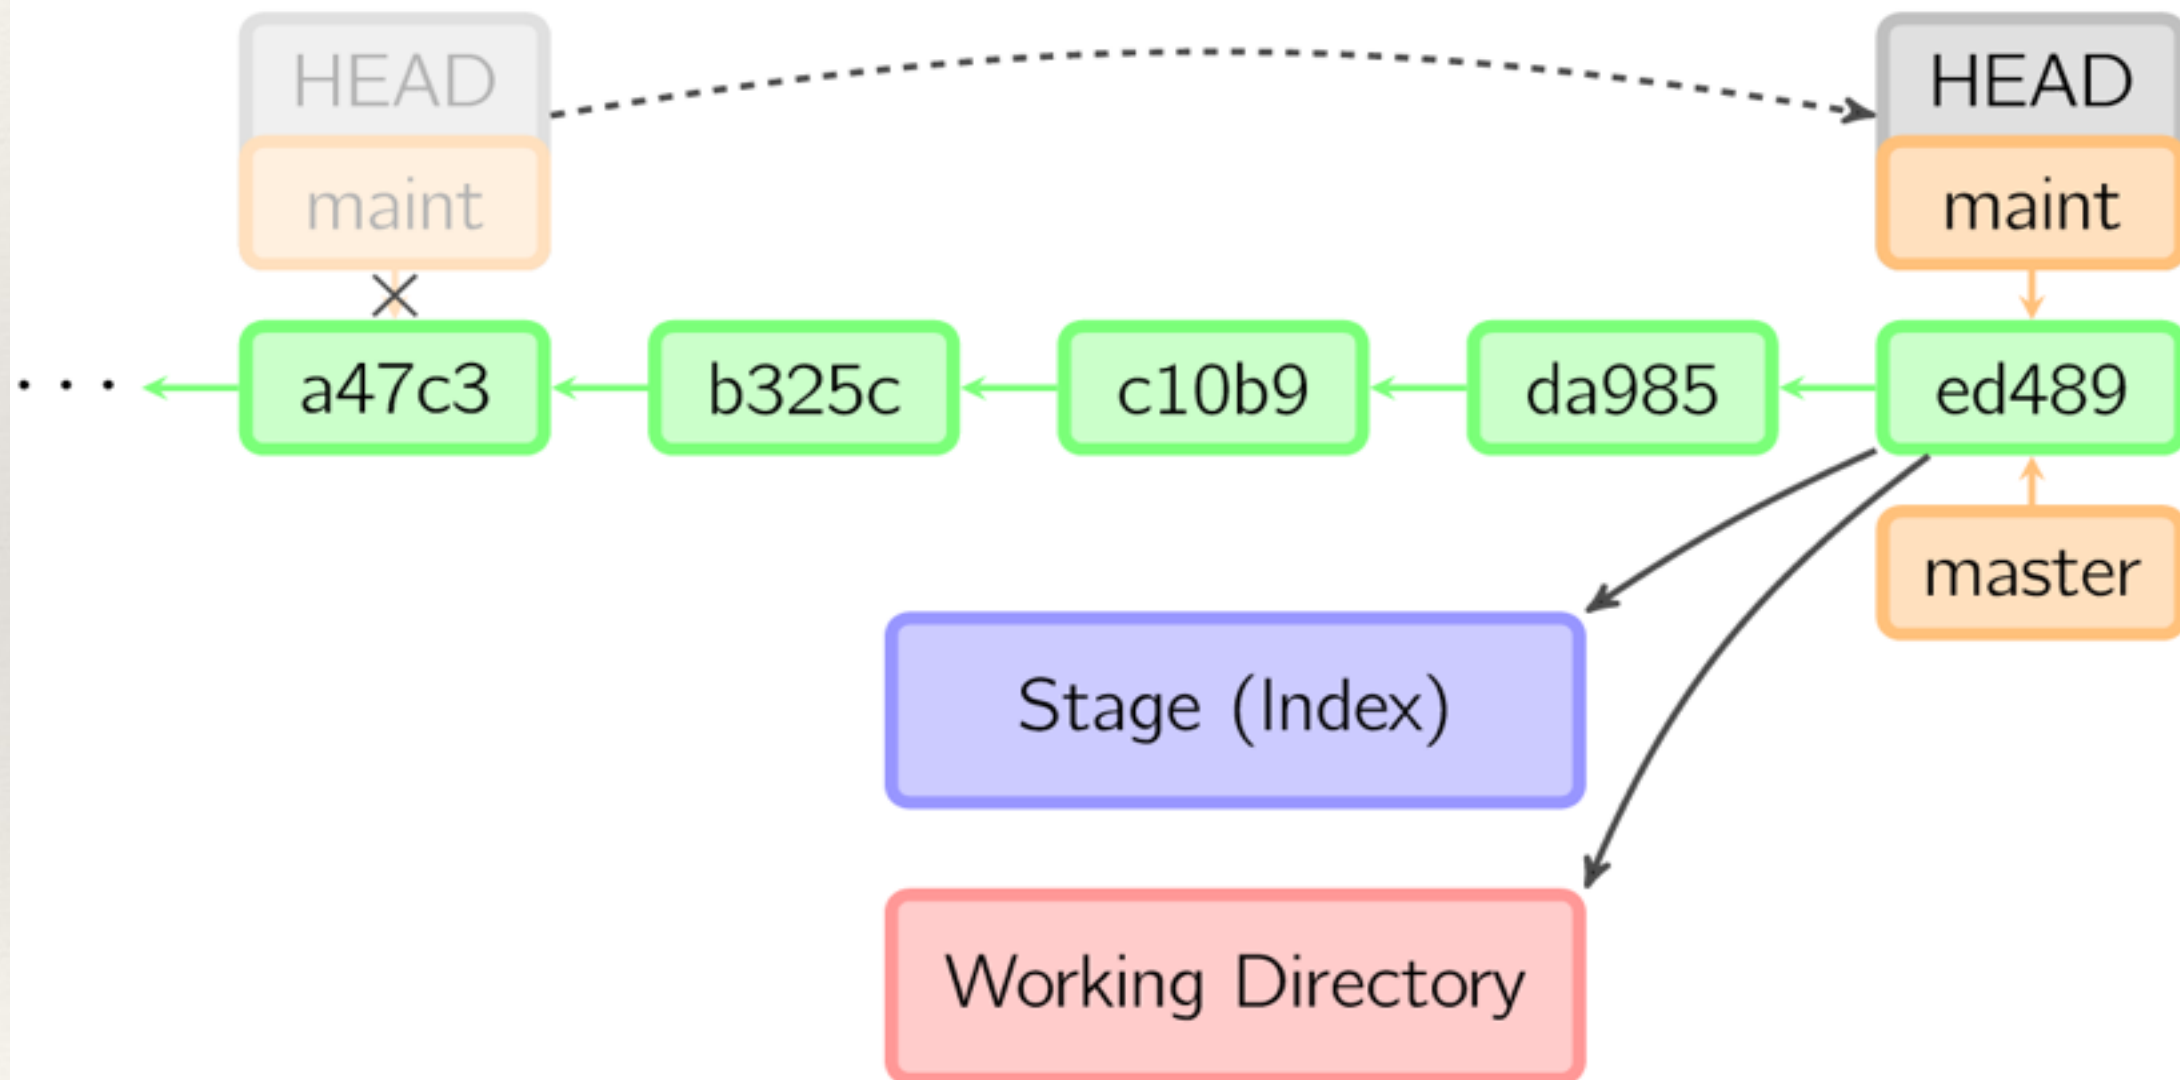 HEAD
maint
HEAD
maint
...
a47c3
b325c
c10b9
da985
ed489
master
Stage (Index)
Working Directory